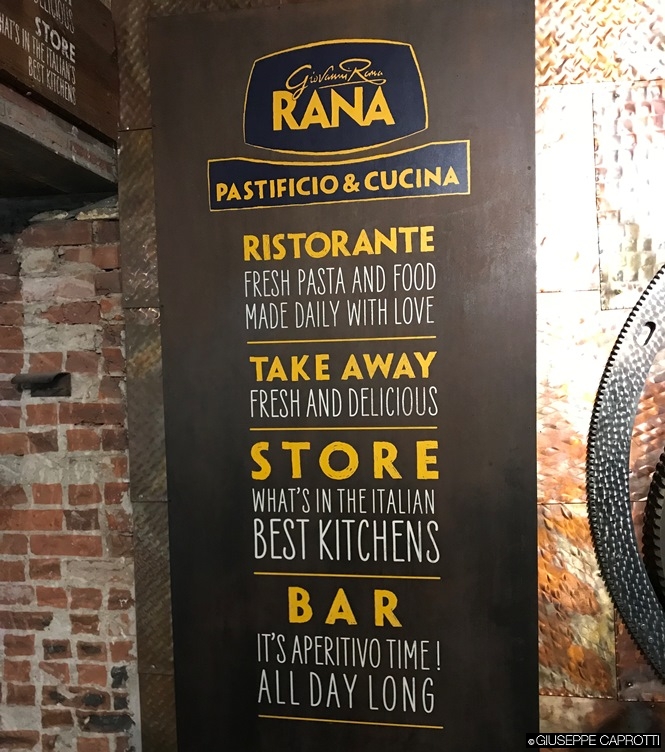 DELICIOUS
STORE
WHAT'S IN THE ITALIAN'S
BEST KITCHENS
Giovanni Rana
RANA
PASTIFICIO & CUCINA
RISTORANTE
FRESH PASTA AND FOOD
MADE DAILY WITH LOVE
TAKE AWAY
FRESH AND DELICIOUS
STORE
WHAT'S IN THE ITALIAN
BEST KITCHENS
BAR
IT'S APERITIVO TIME!
ALL DAY LONG
©GIUSEPPE CAPROTTI